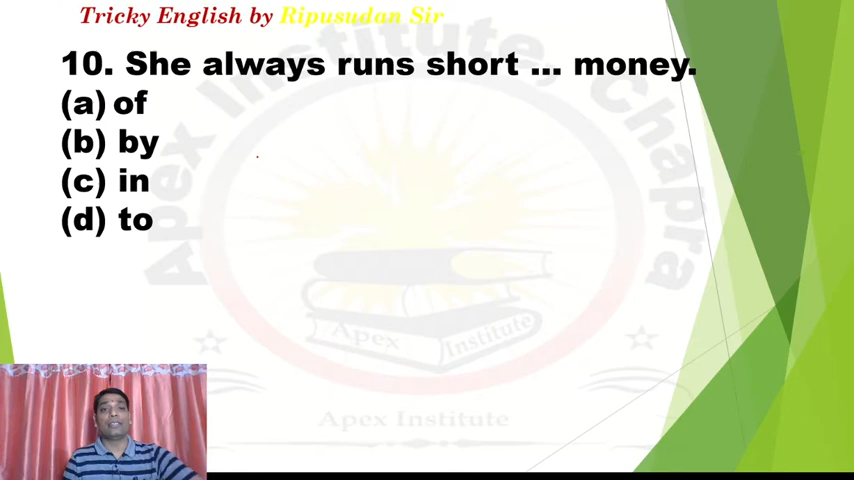 Tricky English by Ripusudan Sir
10. She always runs short ... money.
(a) of
(b) by
(c) in
(d) to
Apex Institute, Chapra
Apex Institute
Apex Institute